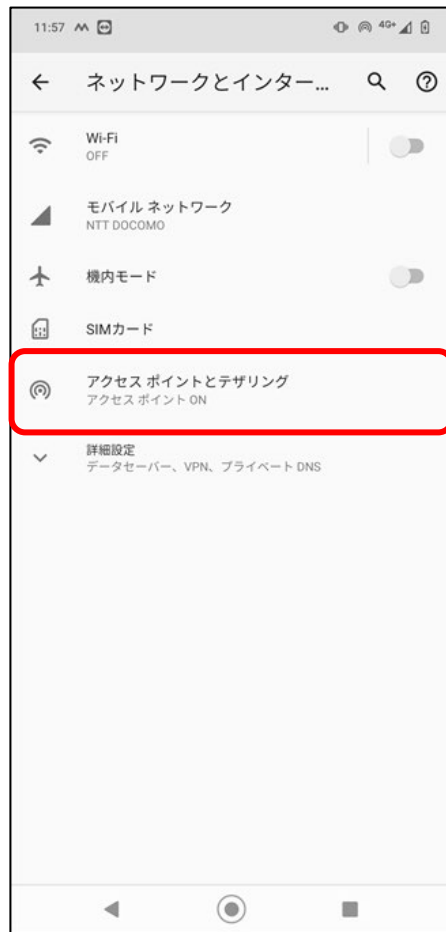 11:57 4G+
ネットワークとインター...
Wi-Fi
OFF
モバイル ネットワーク
NTT DOCOMO
機内モード
SIMカード
アクセス ポイントとテザリング
アクセス ポイント ON
詳細設定
データセーバー、VPN、プライベート DNS